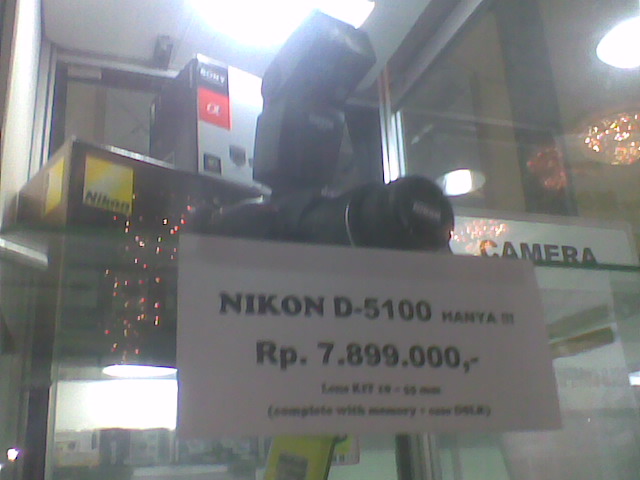 SONY
α
Nikon
CAMERA
NIKON D-5100 HANYA !!!
Rp. 7.899.000,-
Lens KIT 18 - 55 mm
(complete with memory + case DSLR)